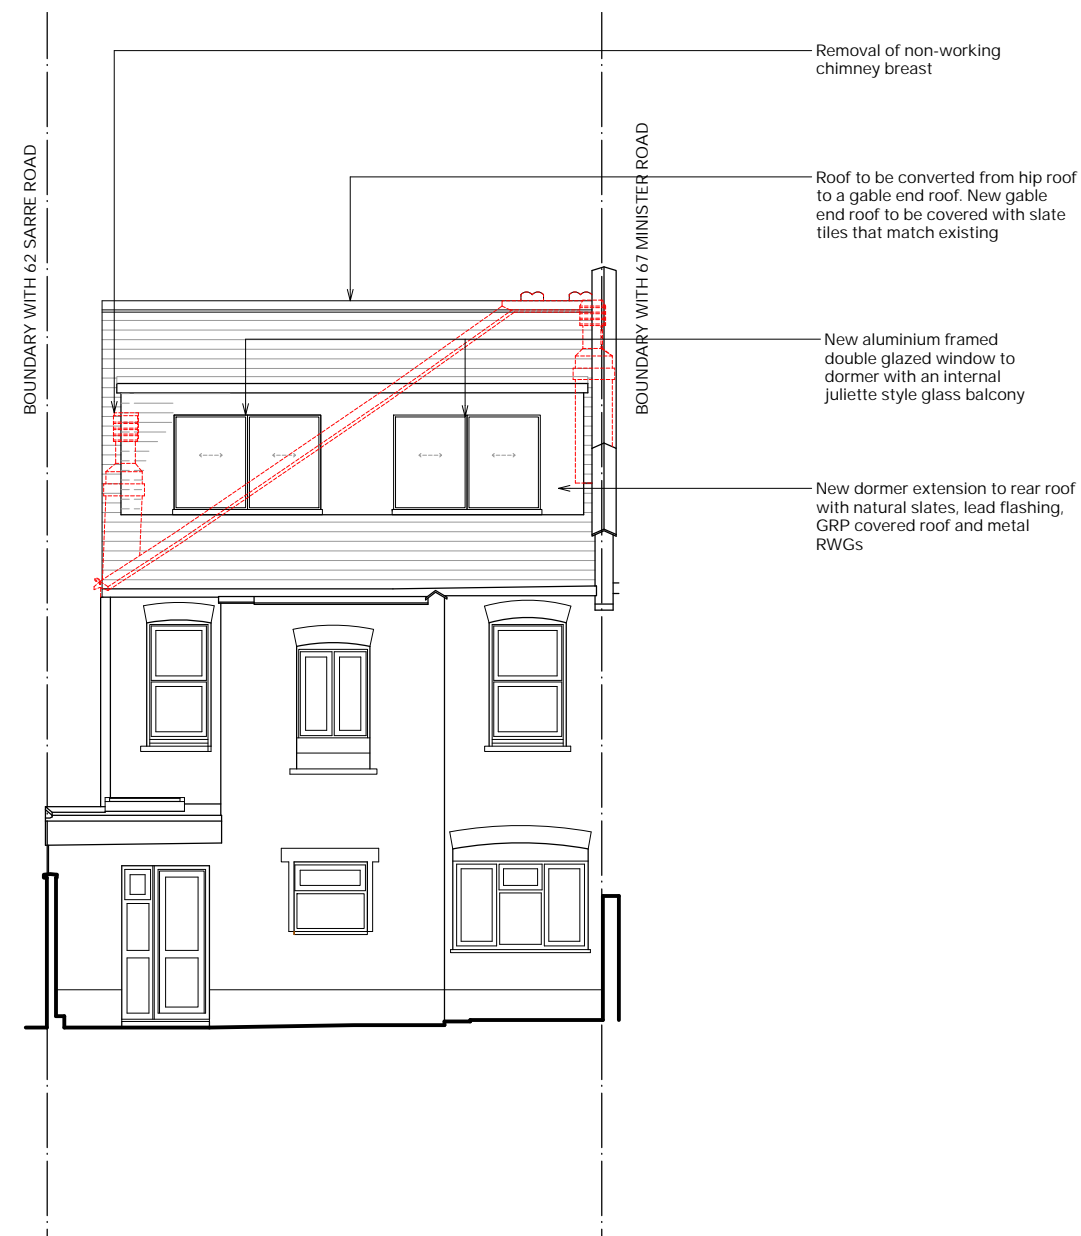 Removal of non-working
chimney breast
BOUNDARY WITH 62 SARRE ROAD
BOUNDARY WITH 67 MINISTER ROAD
Roof to be converted from hip roof
to a gable end roof. New gable
end roof to be covered with slate
tiles that match existing
New aluminium framed
double glazed window to
dormer with an internal
juliette style glass balcony
New dormer extension to rear roof
with natural slates, lead flashing,
GRP covered roof and metal
RWGs